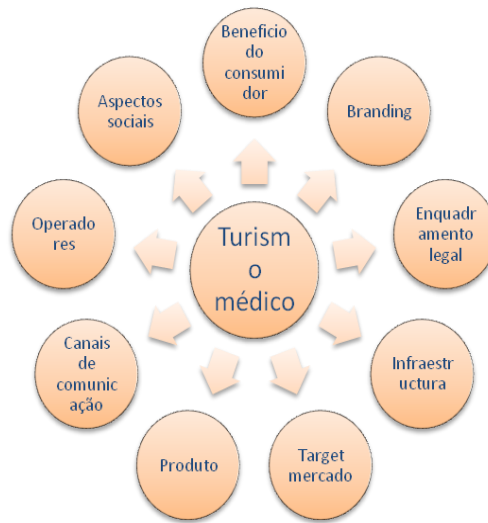 Beneficio
do
consumi
dor
Branding
Enquadr
amento
legal
Infraestr
uctura
Target
mercado
Produto
Canais
de
comunic
ação
Operado
res
Aspectos
sociais
Turism
o
médico